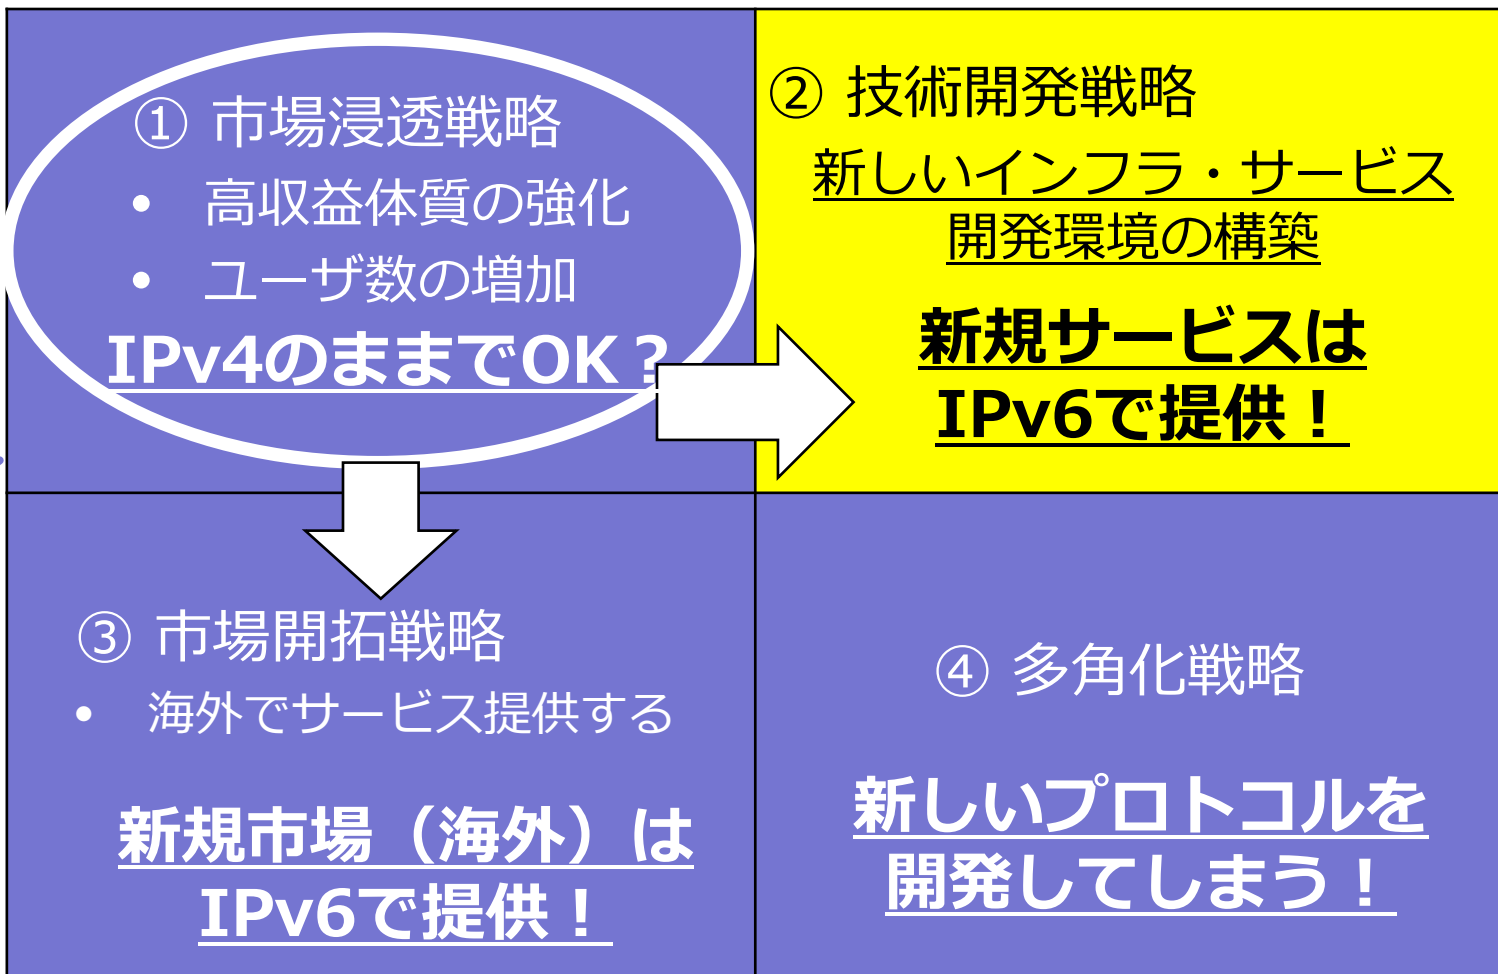 ① 市場浸透戦略
• 高収益体質の強化
• ユーザ数の増加
IPv4のままでOK？
② 技術開発戦略
新しいインフラ・サービス
開発環境の構築
新規サービスは
IPv6で提供！
③ 市場開拓戦略
• 海外でサービス提供する
新規市場（海外）は
IPv6で提供！
④ 多角化戦略
新しいプロトコルを
開発してしまう！